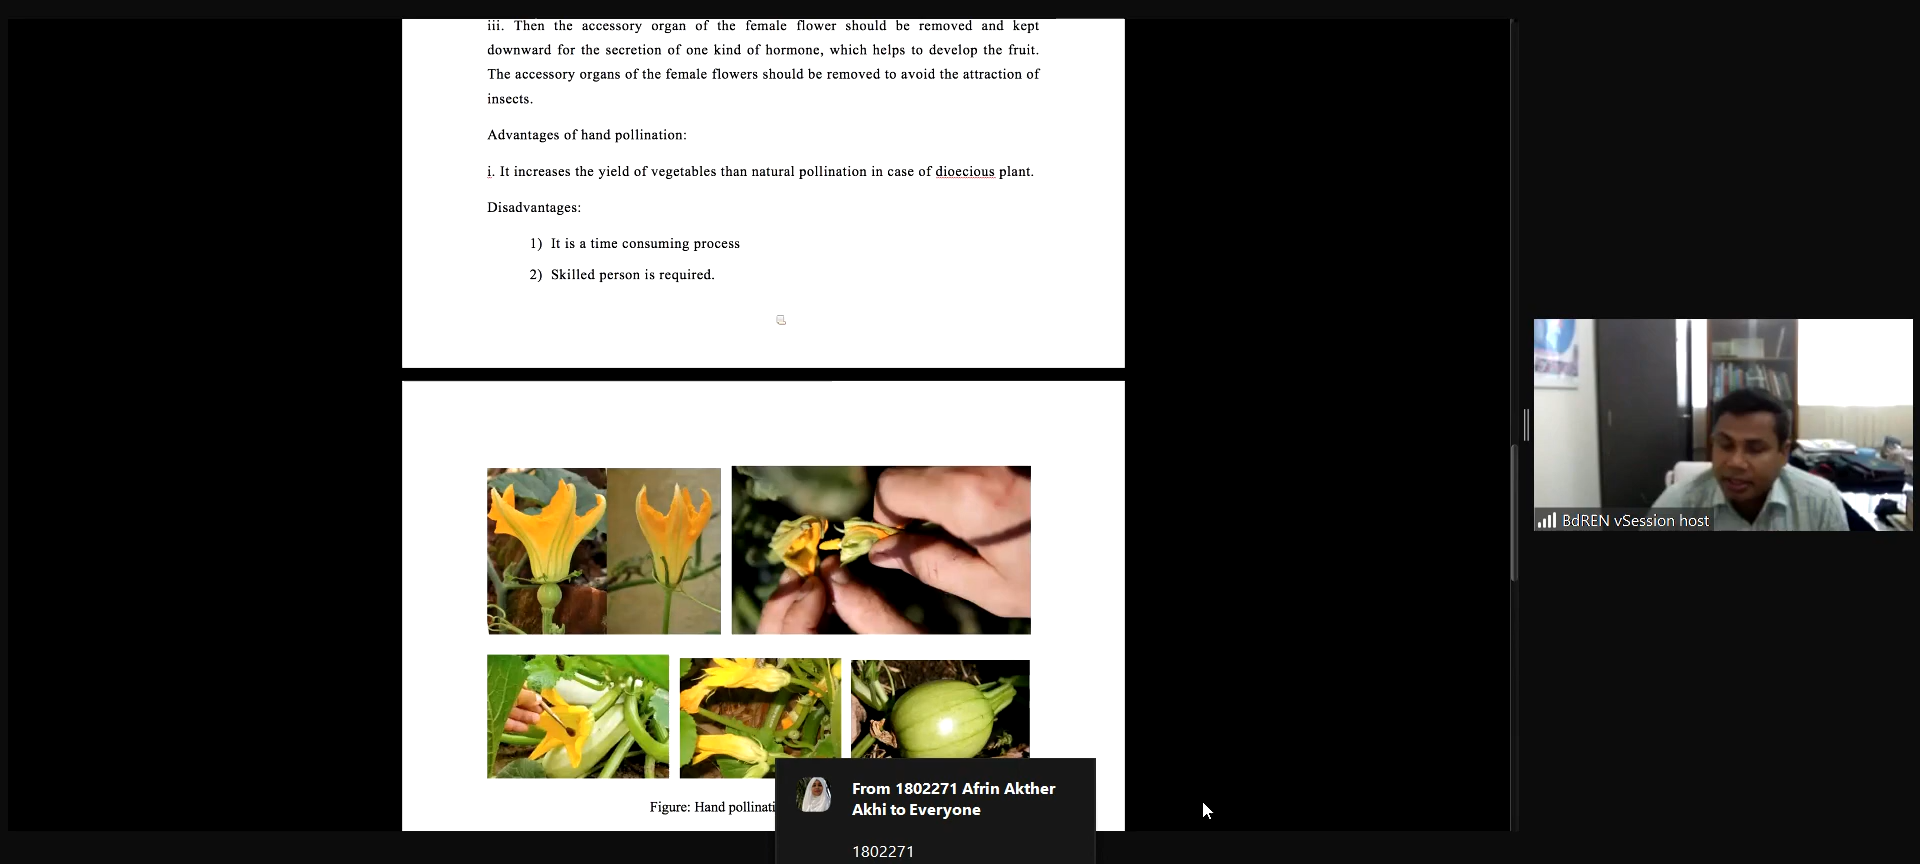 iii. Then the accessory organ of the female flower should be removed and kept
downward for the secretion of one kind of hormone, which helps to develop the fruit.
The accessory organs of the female flowers should be removed to avoid the attraction of
insects.
Advantages of hand pollination:
i. It increases the yield of vegetables than natural pollination in case of dioecious plant.
Disadvantages:
1) It is a time consuming process
2) Skilled person is required.
BdREN vSession host
Figure: Hand
From 1802271 Afrin Akther
Akhi to Everyone
1802271